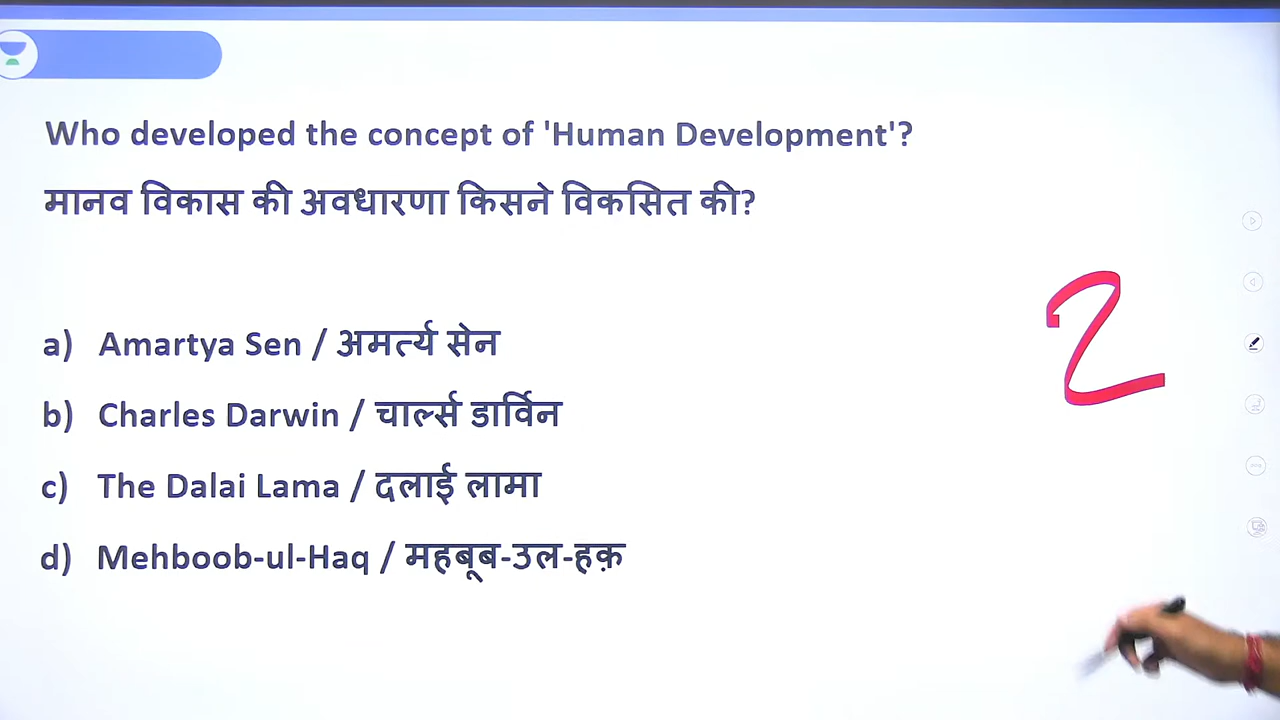 Who developed the concept of 'Human Development'?
मानव विकास की अवधारणा किसने विकसित की?
2
a) Amartya Sen / अमर्त्य सेन
b) Charles Darwin / चार्ल्स डार्विन
c) The Dalai Lama / दलाई लामा
d) Mehboob-ul-Haq / महबूब-उल-हक़